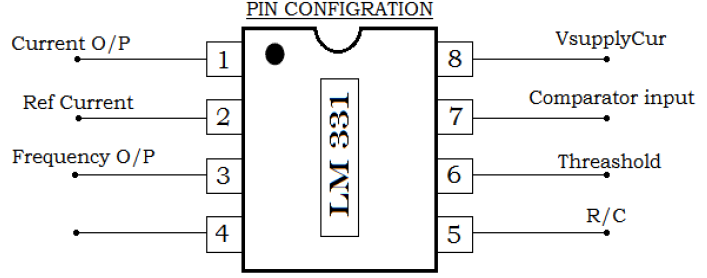 PIN CONFIGRATION
Current O/P
1
8
VsupplyCur
Ref Current
2
7
Comparator input
Frequency O/P
3
6
Threashold
4
5
R/C
LM 331